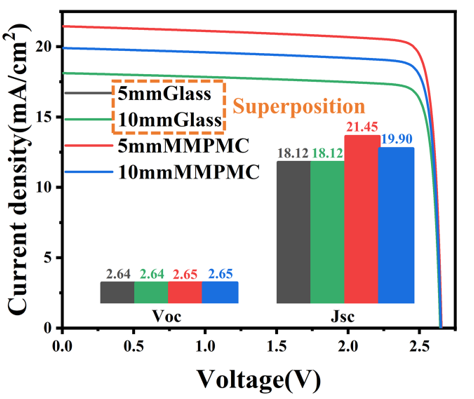 Current density(mA/cm²)
20
15
10
5
0
5mmGlass
10mmGlass
Superposition
5mmMMPMC
10mmMMPMC
18.12 18.12 21.45 19.90
2.64 2.64 2.65 2.65
Voc Jsc
0.0 0.5 1.0 1.5 2.0 2.5
Voltage(V)